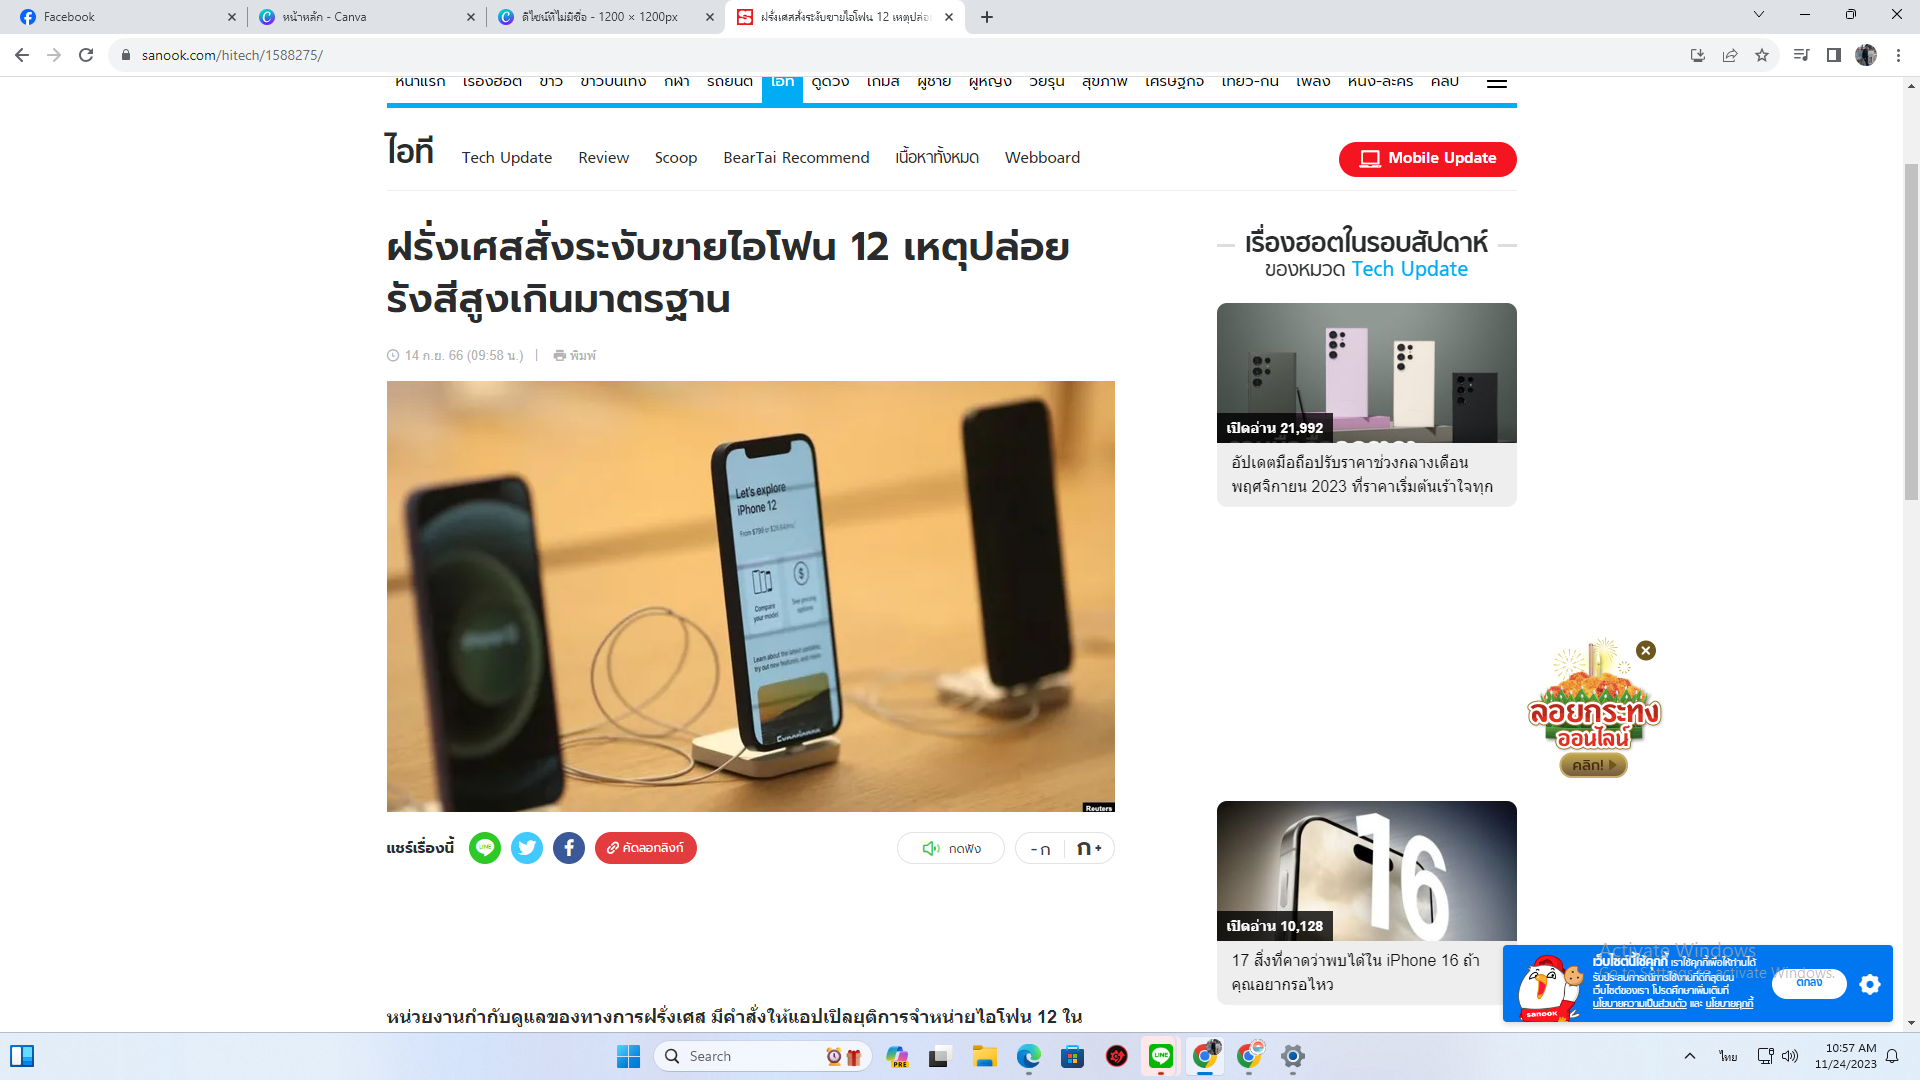 Facebook
หน้าหลัก - Canva
ดีไซน์ที่ไม่มีชื่อ - 1200 × 1200px
ฝรั่งเศสสั่งระงับขายไอโฟน 12 เหตุปล่อย
sanook.com/hitech/1588275/
หน้าแรก เรื่องฮอต ข่าว ข่าวบันเทิง กีฬา รถยนต์ ไอที ดูดวง เกมส์ ผู้ชาย ผู้หญิง วัยรุ่น สุขภาพ เศรษฐกิจ เที่ยว-กิน เพลง หนัง-ละคร คลิป
ไอที Tech Update Review Scoop BearTai Recommend เนื้อหาทั้งหมด Webboard Mobile Update
ฝรั่งเศสสั่งระงับขายไอโฟน 12 เหตุปล่อย
รังสีสูงเกินมาตรฐาน
14 ก.ย. 66 (09:58 น.) | พิมพ์
Let's explore
iPhone 12
From $799 or
Compare
your model
See pricing
options
Learn about the latest updates,
try out new features, and more.
Experience
Reuters
แชร์เรื่องนี้ LINE คัดลอกลิงก์ กดฟัง - ก ก +
หน่วยงานกำกับดูแลของทางการฝรั่งเศส มีคำสั่งให้แอปเปิลยุติการจำหน่ายไอโฟน 12 ใน
เรื่องฮอตในรอบสัปดาห์
ของหมวด Tech Update
เปิดอ่าน 21,992
อัปเดตมือถือปรับราคาช่วงกลางเดือน
พฤศจิกายน 2023 ที่ราคาเริ่มต้นเร้าใจทุก
ลอยกระทง
ออนไลน์
คลิก!
16
เปิดอ่าน 10,128
17 สิ่งที่คาดว่าพบได้ใน iPhone 16 ถ้า
คุณอยากรอไหว
Activate Windows
Go to Settings to activate Windows.
เว็บไซต์นี้ใช้คุกกี้ เราใช้คุกกี้เพื่อให้ท่านได้
รับประสบการณ์การใช้งานที่ดีที่สุดบน
เว็บไซต์ของเรา โปรดศึกษาเพิ่มเติมที่
นโยบายความเป็นส่วนตัว และ นโยบายคุกกี้
ตกลง
sanook
Search
PRE
LINE
ไทย
10:57 AM
11/24/2023